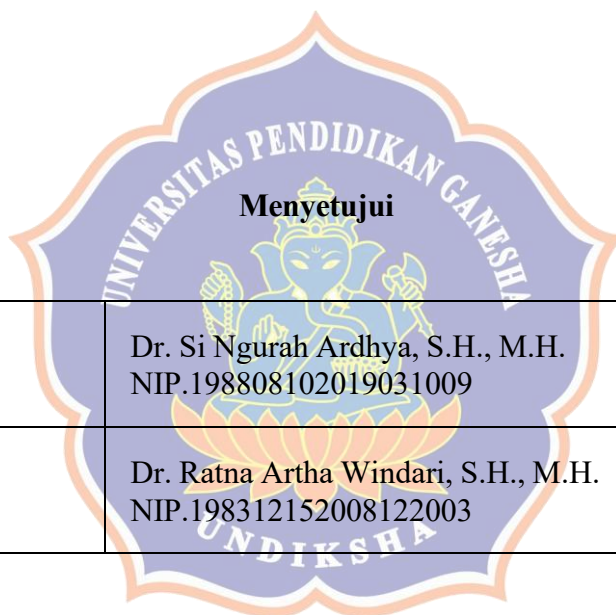 UNIVERSITAS PENDIDIKAN GANESHA
Menyetujui
Dr. Si Ngurah Ardhya, S.H., M.H.
NIP.198808102019031009
Dr. Ratna Artha Windari, S.H., M.H.
NIP.198312152008122003
UNDIKSHA